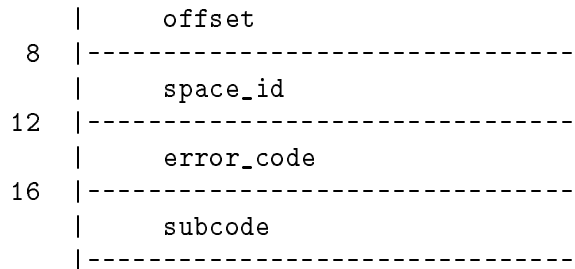 |     offset
8  |------------------------------
|     space_id
12  |------------------------------
|     error_code
16  |------------------------------
|     subcode
|------------------------------